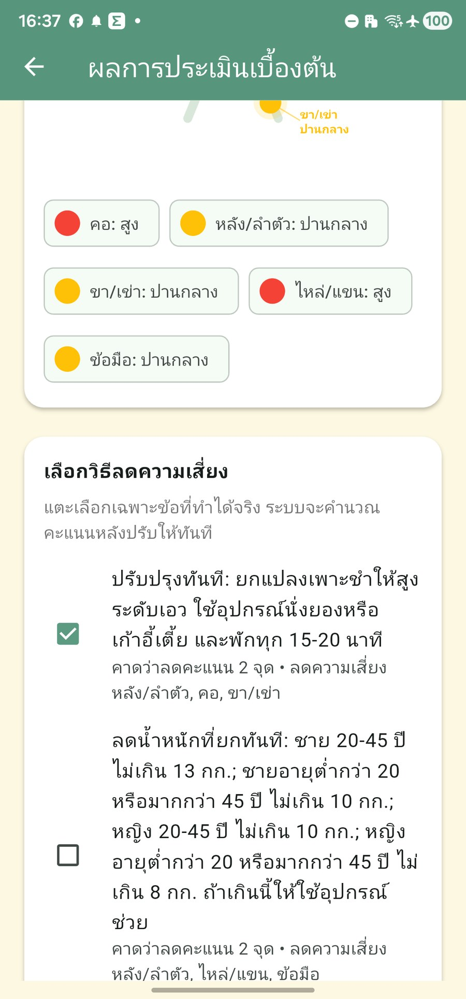 16:37
100
ผลการประเมินเบื้องต้น
ขา/เข่า
ปานกลาง
คอ: สูง
หลัง/ลำตัว: ปานกลาง
ขา/เข่า: ปานกลาง
ไหล่/แขน: สูง
ข้อมือ: ปานกลาง
เลือกวิธีลดความเสี่ยง
แตะเลือกเฉพาะข้อที่ทำได้จริง ระบบจะคำนวณ
คะแนนหลังปรับให้ทันที
ปรับปรุงทันที: ยกแปลงเพาะชำให้สูง
ระดับเอว ใช้อุปกรณ์นั่งยองหรือ
เก้าอี้เตี้ย และพักทุก 15-20 นาที
คาดว่าลดคะแนน 2 จุด • ลดความเสี่ยง
หลัง/ลำตัว, คอ, ขา/เข่า
ลดน้ำหนักที่ยกทันที: ชาย 20-45 ปี
ไม่เกิน 13 กก.; ชายอายุต่ำกว่า 20
หรือมากกว่า 45 ปี ไม่เกิน 10 กก.;
หญิง 20-45 ปี ไม่เกิน 10 กก.; หญิง
อายุต่ำกว่า 20 หรือมากกว่า 45 ปี ไม่
เกิน 8 กก. ถ้าเกินนี้ให้ใช้อุปกรณ์
ช่วย
คาดว่าลดคะแนน 2 จุด • ลดความเสี่ยง
หลัง/ลำตัว, ไหล่/แขน, ข้อมือ